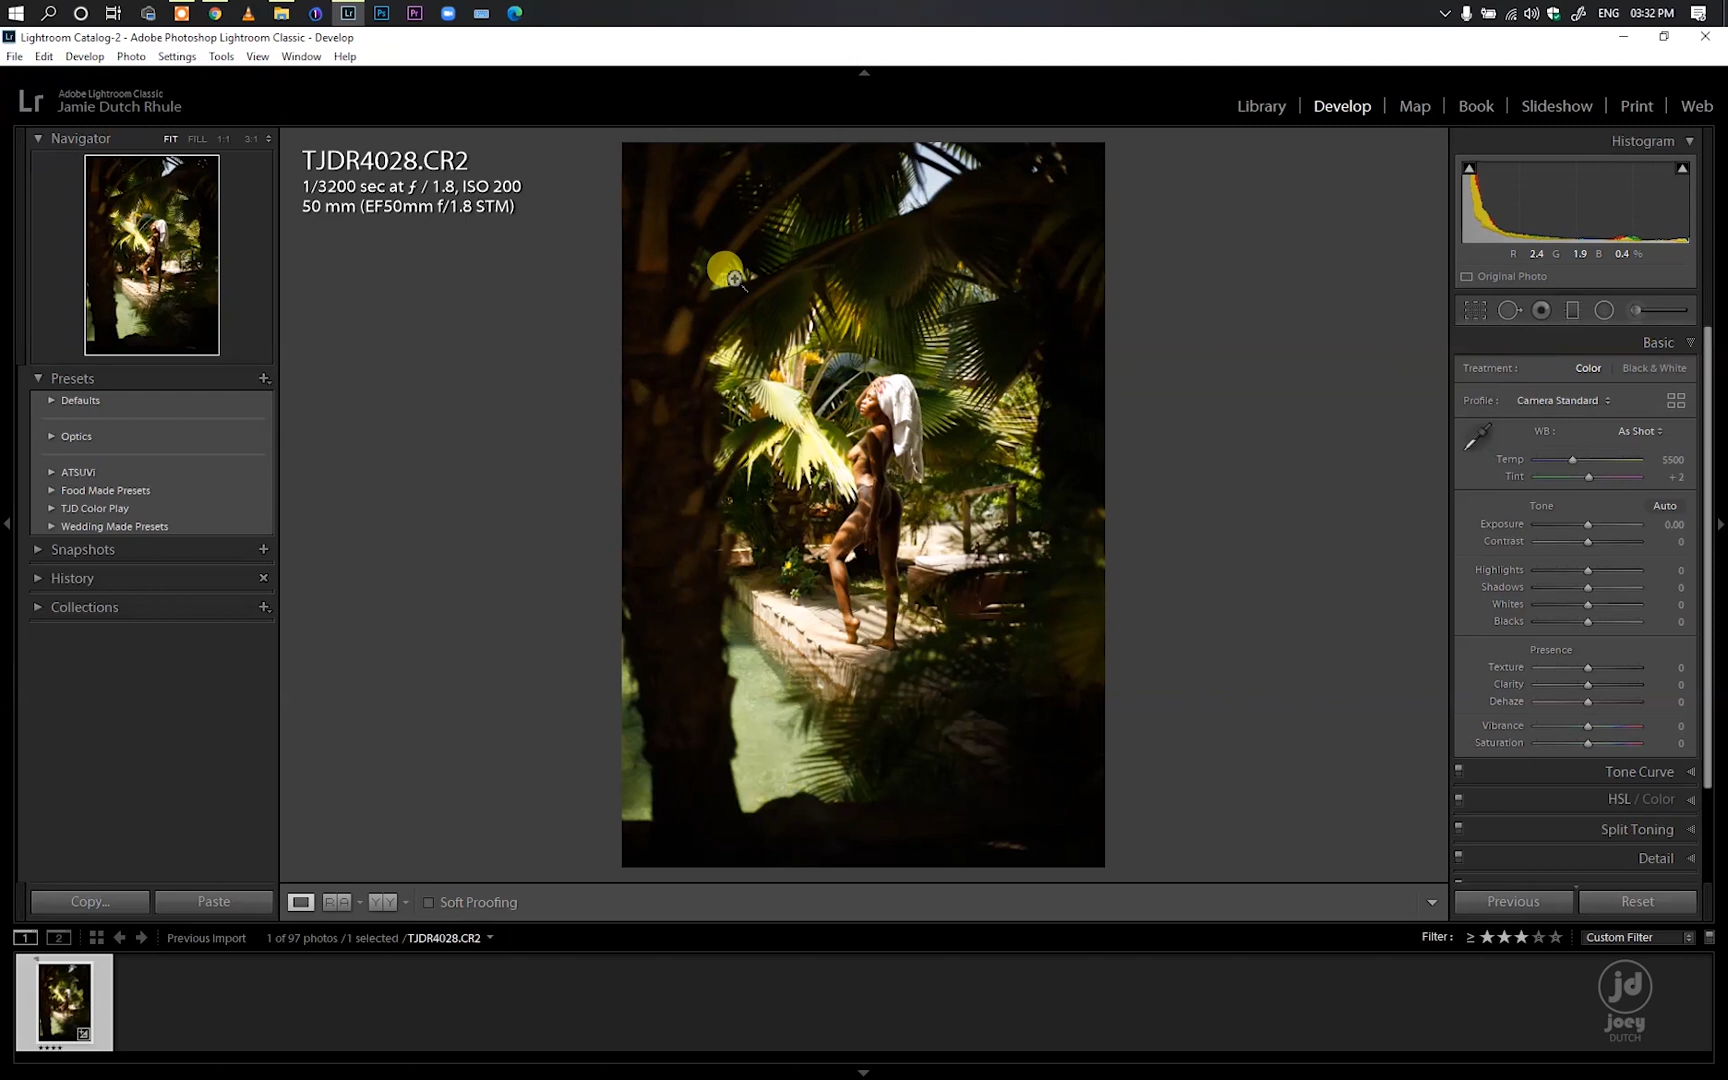 ENG 03:32 PM
Lr Lightroom Catalog-2 - Adobe Photoshop Lightroom Classic - Develop
File Edit Develop Photo Settings Tools View Window Help
Lr Adobe Lightroom Classic
Jamie Dutch Rhule
Library | Develop | Map | Book | Slideshow | Print | Web
Navigator FIT FILL 1:1 3:1
Presets
Defaults
Optics
ATSUVi
Food Made Presets
TJD Color Play
Wedding Made Presets
Snapshots
History
Collections
Copy... Paste
TJDR4028.CR2
1/3200 sec at ƒ / 1.8, ISO 200
50 mm (EF50mm f/1.8 STM)
Soft Proofing
Histogram
R 2.4 G 1.9 B 0.4 %
Original Photo
Basic
Treatment : Color Black & White
Profile : Camera Standard
WB : As Shot
Temp 5500
Tint + 2
Tone Auto
Exposure 0.00
Contrast 0
Highlights 0
Shadows 0
Whites 0
Blacks 0
Presence
Texture 0
Clarity 0
Dehaze 0
Vibrance 0
Saturation 0
Tone Curve
HSL / Color
Split Toning
Detail
Previous Reset
1 2 Previous Import 1 of 97 photos / 1 selected / TJDR4028.CR2 Filter : ≥ ★★★☆☆ Custom Filter
jd
joey
DUTCH